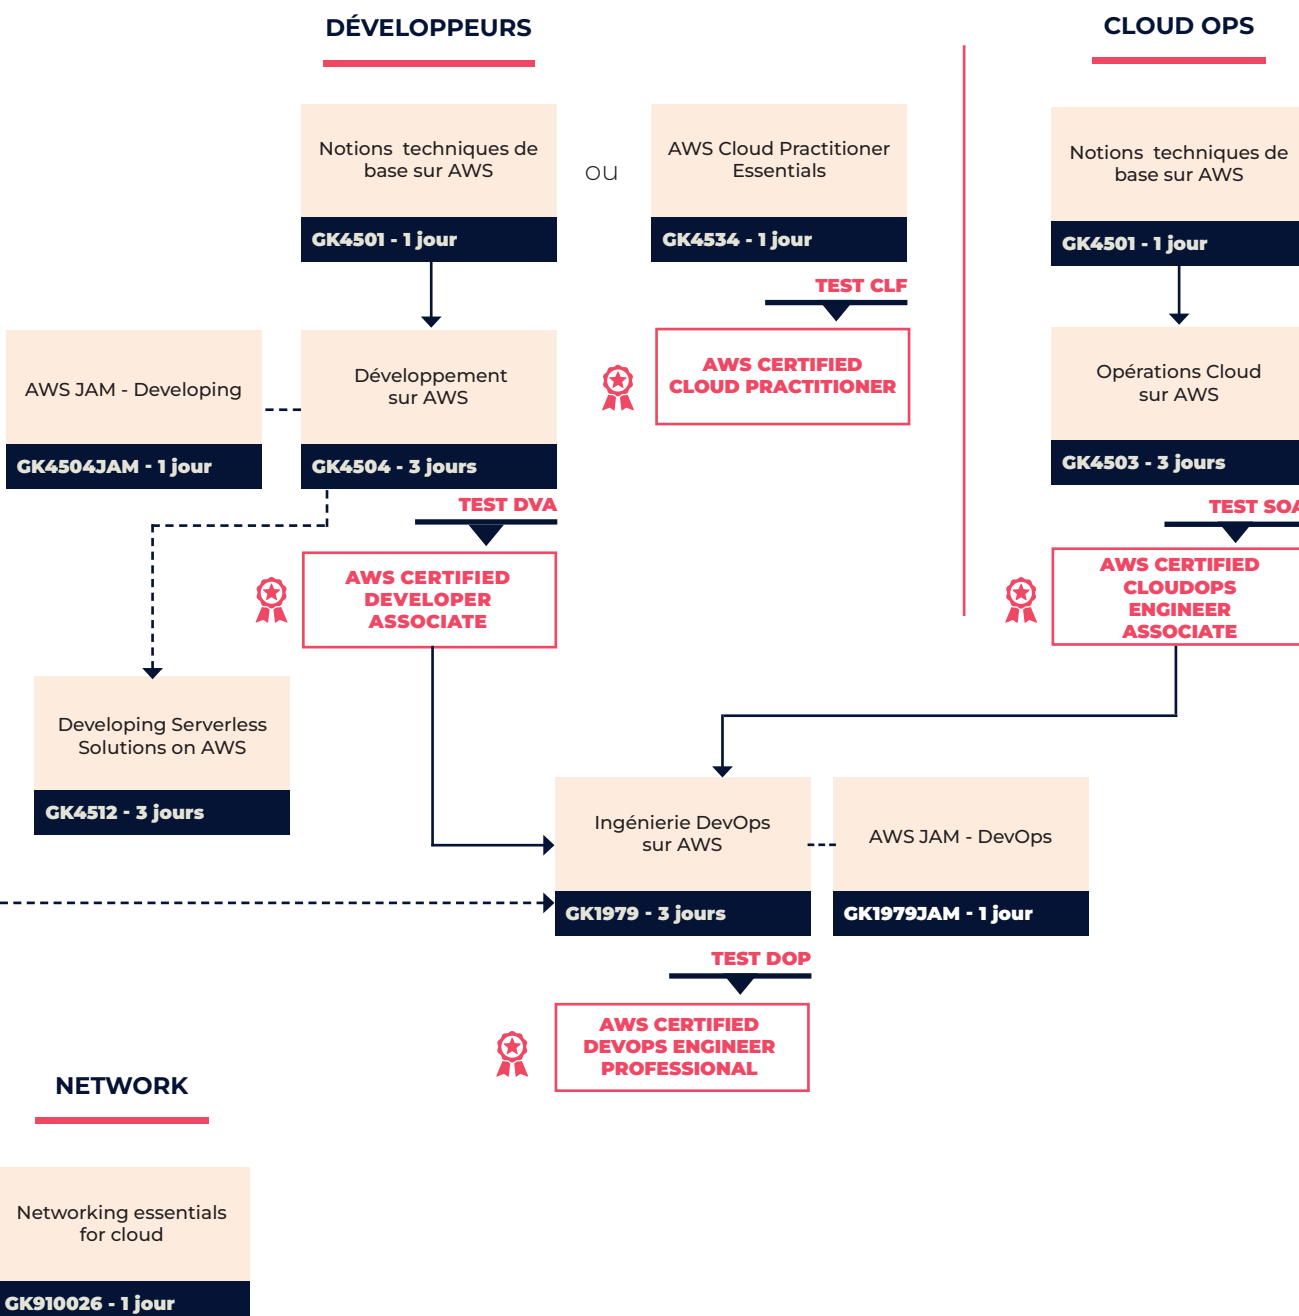 DÉVELOPPEURS
Notions techniques de
base sur AWS
GK4501 - 1 jour
ou
AWS Cloud Practitioner
Essentials
GK4534 - 1 jour
TEST CLF
AWS CERTIFIED
CLOUD PRACTITIONER
AWS JAM - Developing
GK4504JAM - 1 jour
Développement
sur AWS
GK4504 - 3 jours
TEST DVA
AWS CERTIFIED
DEVELOPER
ASSOCIATE
Developing Serverless
Solutions on AWS
GK4512 - 3 jours
CLOUD OPS
Notions techniques de
base sur AWS
GK4501 - 1 jour
Opérations Cloud
sur AWS
GK4503 - 3 jours
TEST SOA
AWS CERTIFIED
CLOUDOPS
ENGINEER
ASSOCIATE
Ingénierie DevOps
sur AWS
GK1979 - 3 jours
AWS JAM - DevOps
GK1979JAM - 1 jour
TEST DOP
AWS CERTIFIED
DEVOPS ENGINEER
PROFESSIONAL
NETWORK
Networking essentials
for cloud
GK910026 - 1 jour